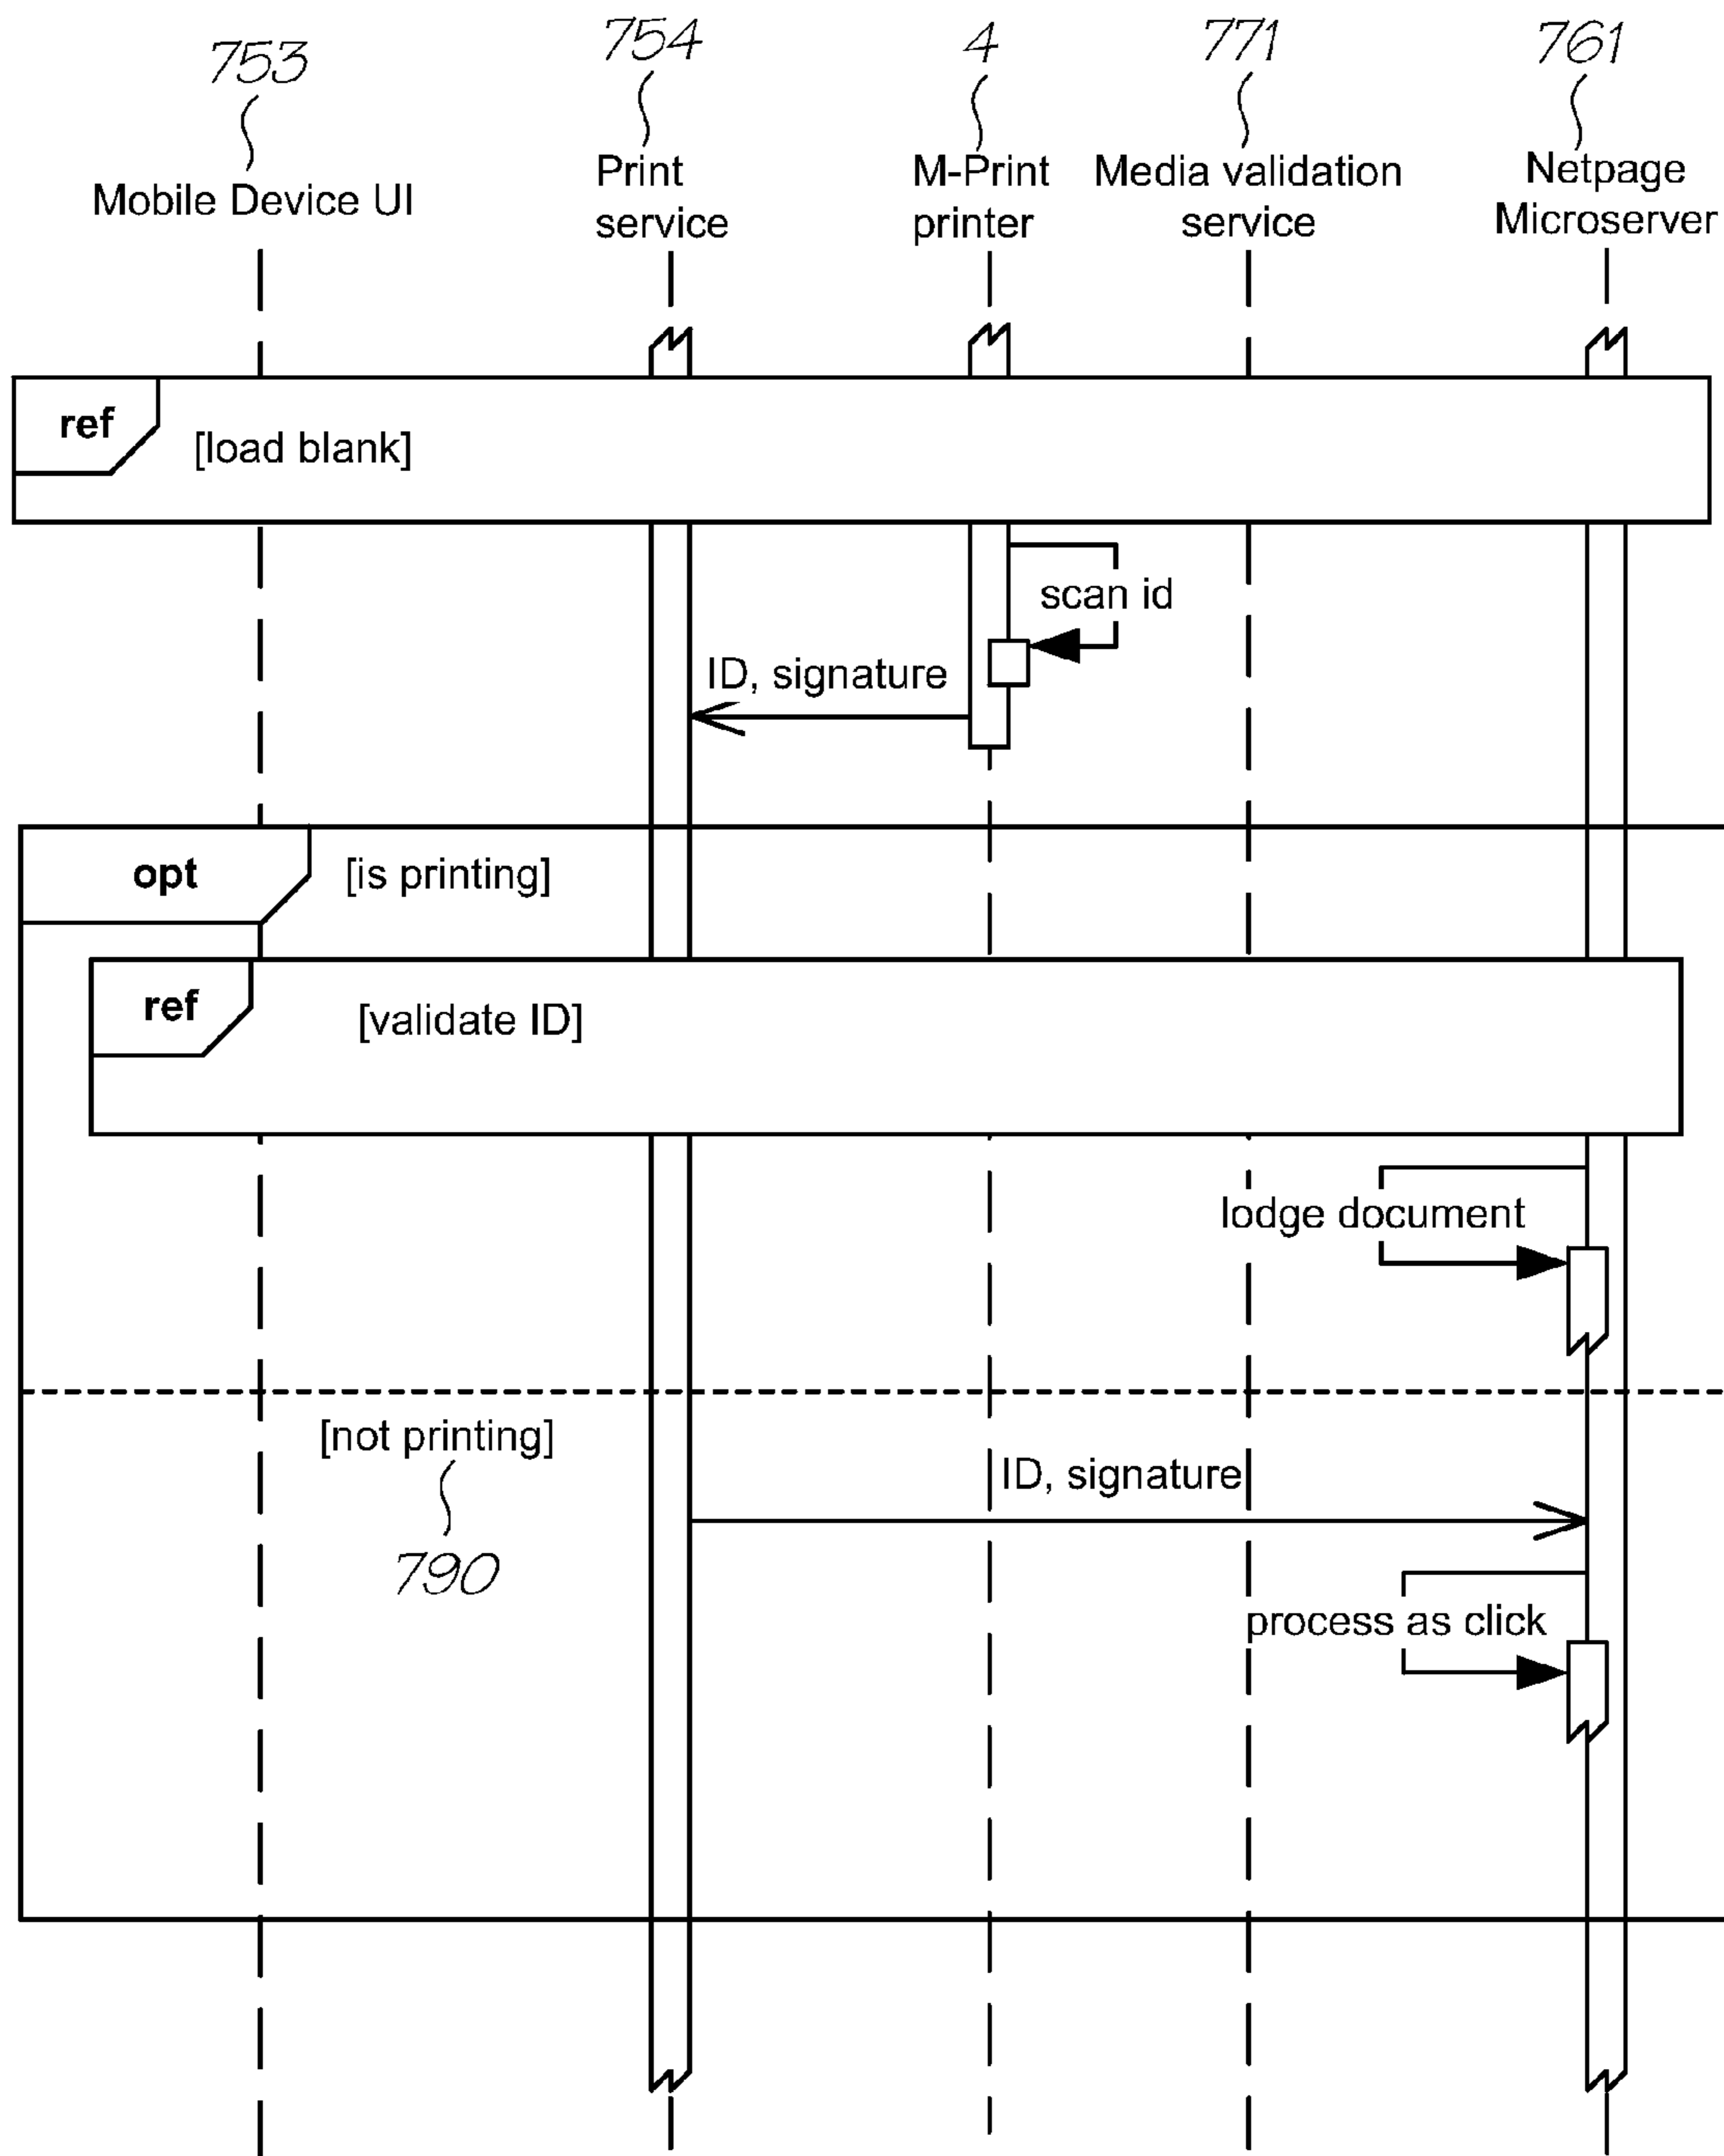 753
754
4
771
761
Mobile Device UI
Print
service
M-Print
printer
Media validation
service
Netpage
Microserver
ref
[load blank]
scan id
ID, signature
opt
[is printing]
ref
[validate ID]
lodge document
[not printing]
ID, signature
790
process as click